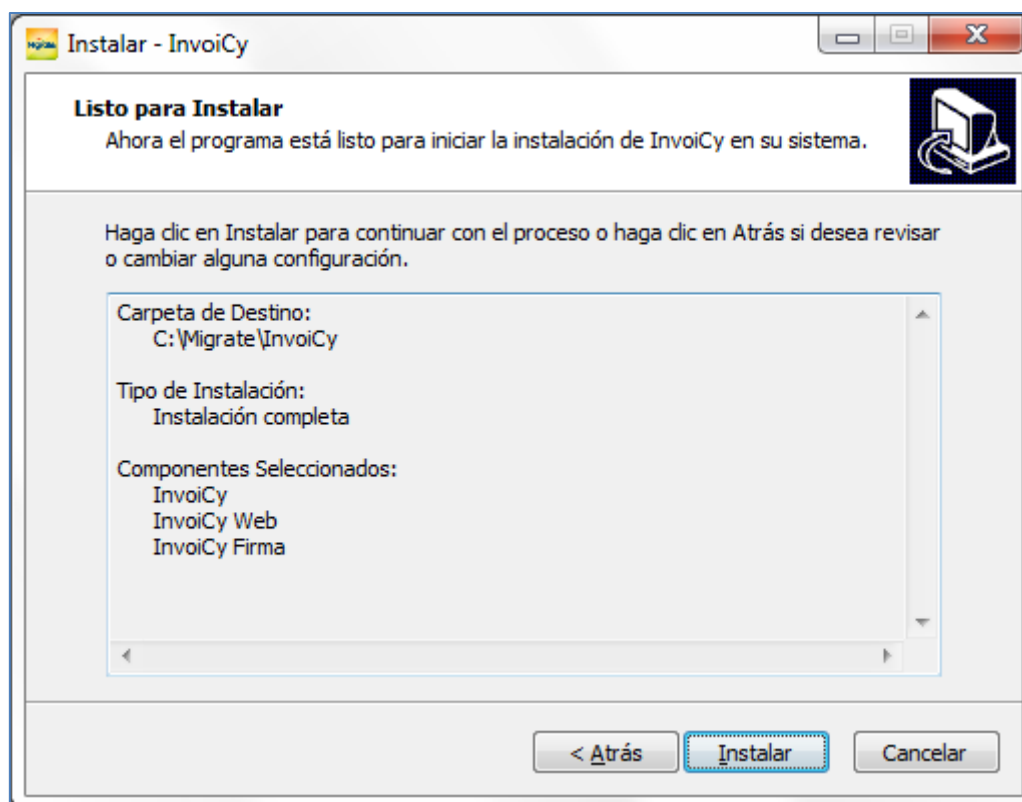 Instalar - InvoiCy
Listo para Instalar
Ahora el programa está listo para iniciar la instalación de InvoiCy en su sistema.
Haga clic en Instalar para continuar con el proceso o haga clic en Atrás si desea revisar
o cambiar alguna configuración.
Carpeta de Destino:
C:\Migrate\InvoiCy
Tipo de Instalación:
Instalación completa
Componentes Seleccionados:
InvoiCy
InvoiCy Web
InvoiCy Firma
< Atrás
Instalar
Cancelar